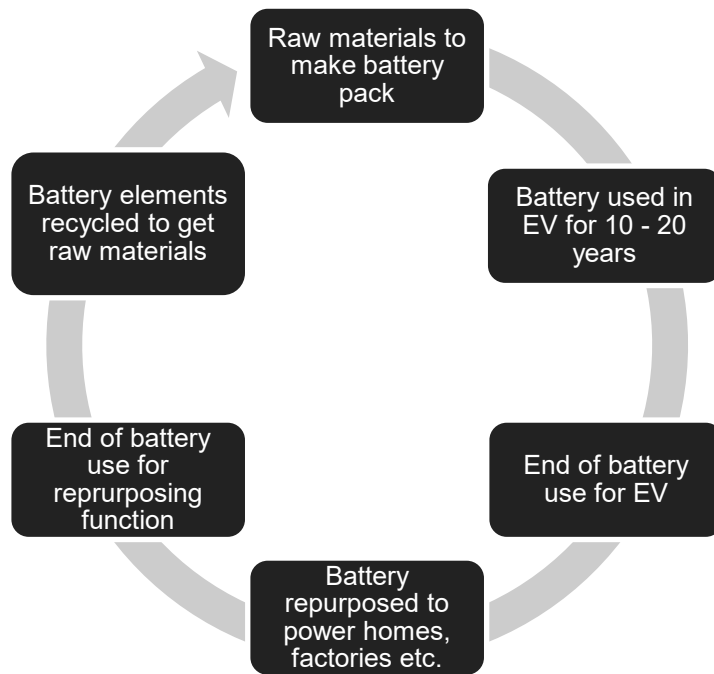 Raw materials to
make battery
pack
Battery used in
EV for 10 - 20
years
End of battery
use for EV
Battery
repurposed to
power homes,
factories etc.
End of battery
use for
reprurposing
function
Battery elements
recycled to get
raw materials